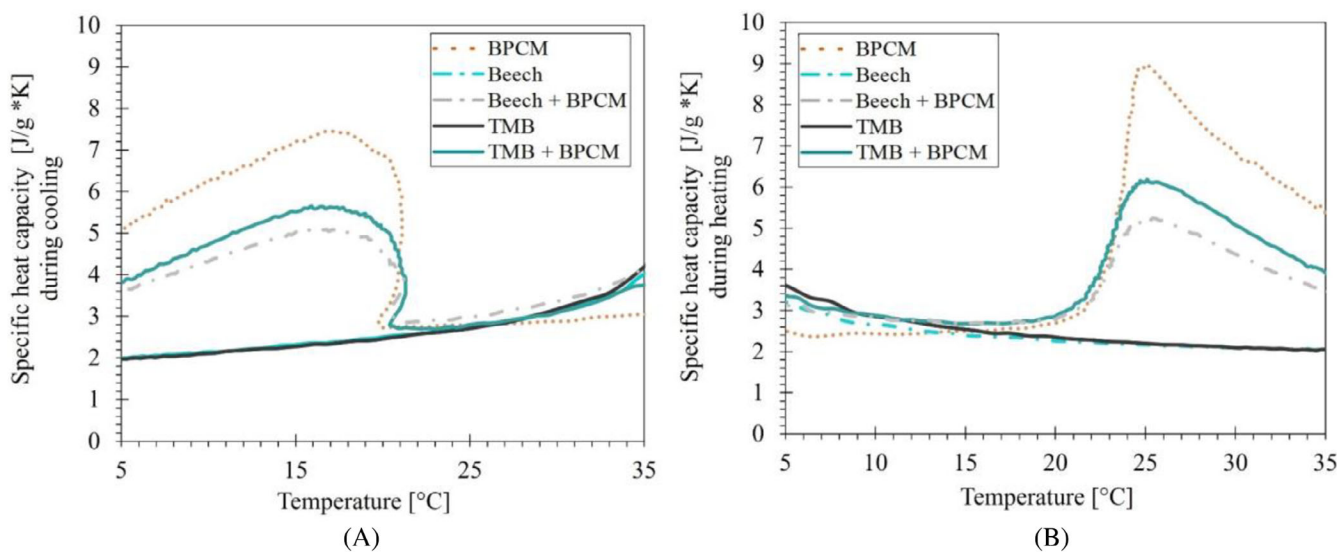 Specific heat capacity [J/g *K]
during cooling
10
9
8
7
6
5
4
3
2
1
0
BPCM
Beech
Beech + BPCM
TMB
TMB + BPCM
5
15
25
35
Temperature [°C]
(A)
Specific heat capacity [J/g *K]
during heating
10
9
8
7
6
5
4
3
2
1
0
BPCM
Beech
Beech + BPCM
TMB
TMB + BPCM
5
10
15
20
25
30
35
Temperature [°C]
(B)